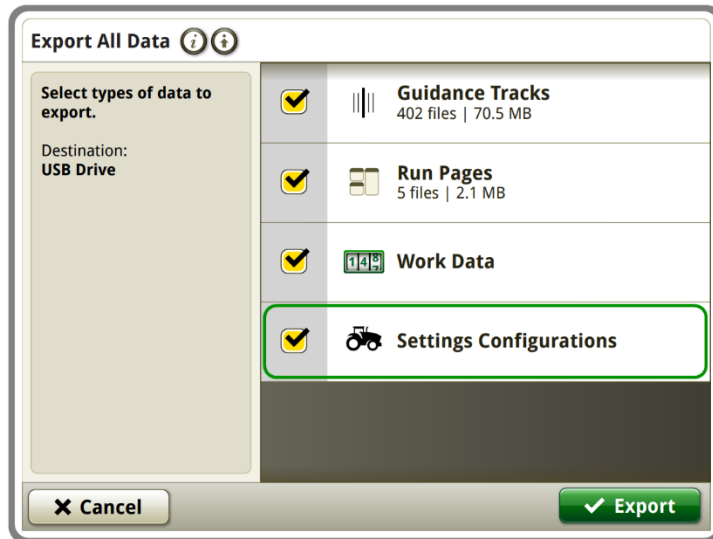 Export All Data
Select types of data to
export.
Destination:
USB Drive
Guidance Tracks
402 files | 70.5 MB
Run Pages
5 files | 2.1 MB
Work Data
Settings Configurations
Cancel
Export